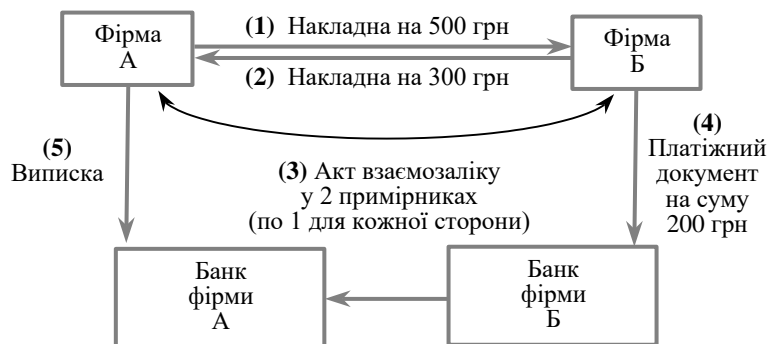 Фірма
А
(1) Накладна на 500 грн
(2) Накладна на 300 грн
Фірма
Б
(5)
Виписка
(3) Акт взаємозаліку
у 2 примірниках
(по 1 для кожної сторони)
(4)
Платіжний
документ
на суму
200 грн
Банк
фірми
А
Банк
фірми
Б